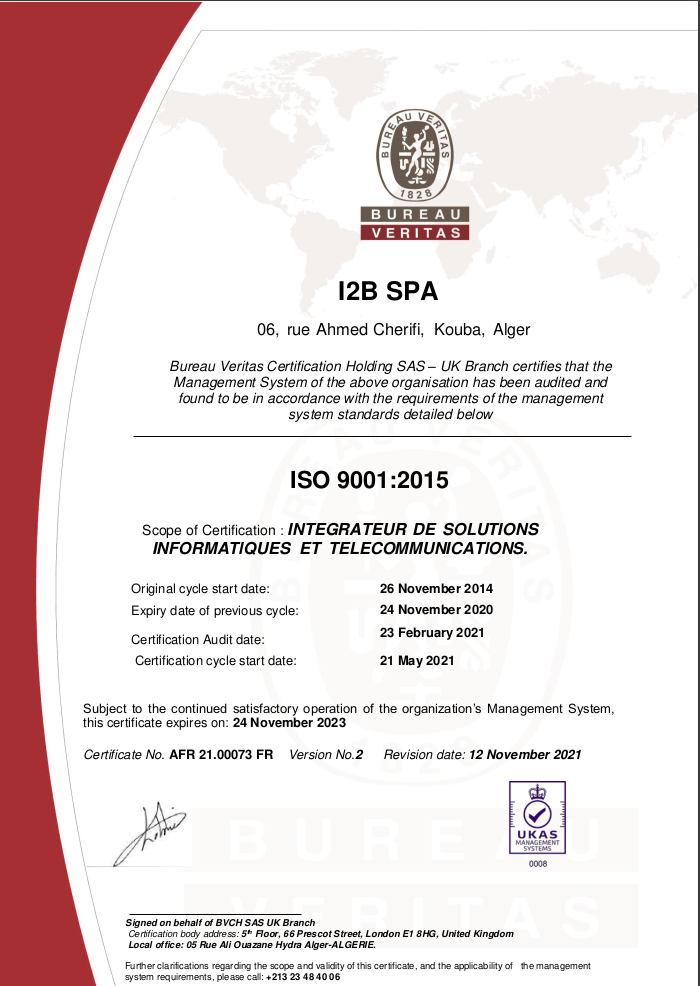 BUREAU VERITAS
1828
BUREAU
VERITAS
I2B SPA
06, rue Ahmed Cherifi, Kouba, Alger
Bureau Veritas Certification Holding SAS – UK Branch certifies that the
Management System of the above organisation has been audited and
found to be in accordance with the requirements of the management
system standards detailed below
ISO 9001:2015
Scope of Certification : INTEGRATEUR DE SOLUTIONS
INFORMATIQUES ET TELECOMMUNICATIONS.
Original cycle start date: 26 November 2014
Expiry date of previous cycle: 24 November 2020
Certification Audit date: 23 February 2021
Certification cycle start date: 21 May 2021
Subject to the continued satisfactory operation of the organization's Management System,
this certificate expires on: 24 November 2023
Certificate No. AFR 21.00073 FR Version No.2 Revision date: 12 November 2021
UKAS
MANAGEMENT
SYSTEMS
0008
BUREAU
VERITAS
Signed on behalf of BVCH SAS UK Branch
Certification body address: 5th Floor, 66 Prescot Street, London E1 8HG, United Kingdom
Local office: 05 Rue Ali Ouazane Hydra Alger-ALGERIE.
Further clarifications regarding the scope and validity of this certificate, and the applicability of the management
system requirements, please call: +213 23 48 40 06